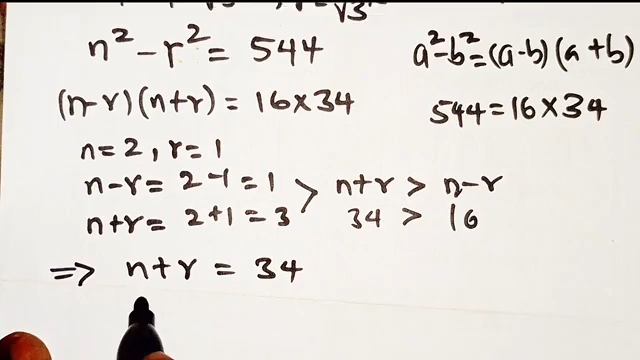 n² - r² = 544
a² - b² = (a-b)(a+b)
(n-r)(n+r) = 16×34
544 = 16×34
n=2, r=1
n-r = 2-1 = 1
n+r > n-r
n+r = 2+1 = 3
34 > 16
⇒ n+r = 34